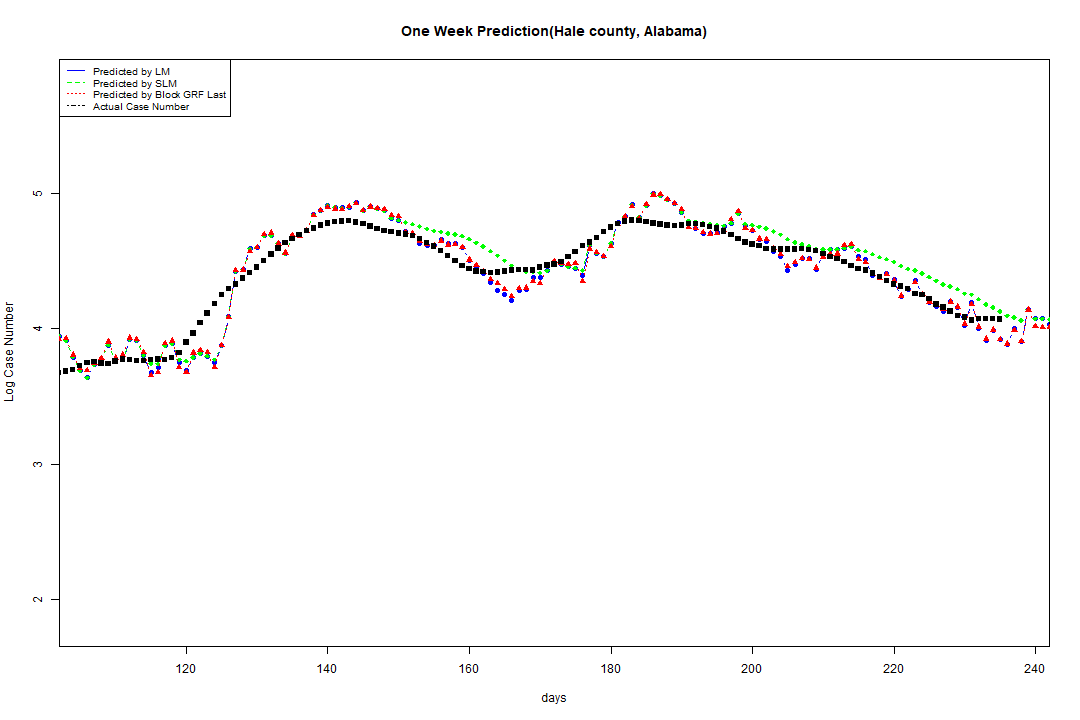 One Week Prediction(Hale county, Alabama)
Predicted by LM
Predicted by SLM
Predicted by Block GRF Last
Actual Case Number
5
4
3
2
Log Case Number
120 140 160 180 200 220 240
days